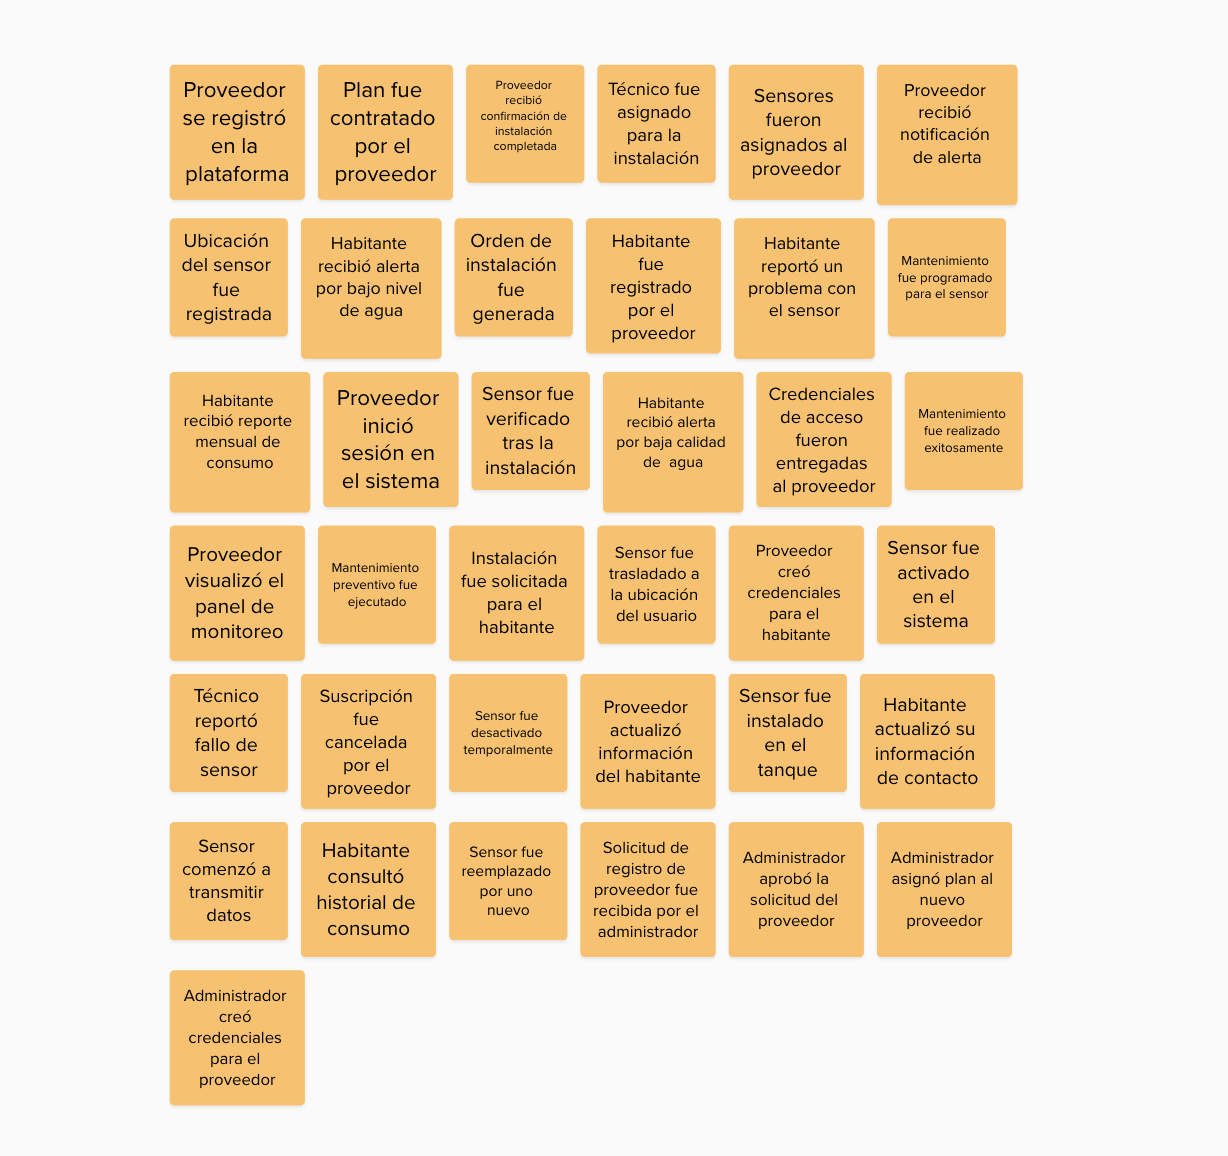 Proveedor
se registró
en la
plataforma
Plan fue
contratado
por el
proveedor
Proveedor
recibió
confirmación de
instalación
completada
Técnico fue
asignado
para la
instalación
Sensores
fueron
asignados al
proveedor
Proveedor
recibió
notificación
de alerta
Ubicación
del sensor
fue
registrada
Habitante
recibió alerta
por bajo nivel
de agua
Orden de
instalación
fue
generada
Habitante
fue
registrado
por el
proveedor
Habitante
reportó un
problema con
el sensor
Mantenimiento
fue programado
para el sensor
Habitante
recibió reporte
mensual de
consumo
Proveedor
inició
sesión en
el sistema
Sensor fue
verificado
tras la
instalación
Habitante
recibió alerta
por baja calidad
de agua
Credenciales
de acceso
fueron
entregadas
al proveedor
Mantenimiento
fue realizado
exitosamente
Proveedor
visualizó el
panel de
monitoreo
Mantenimiento
preventivo fue
ejecutado
Instalación
fue solicitada
para el
habitante
Sensor fue
trasladado a
la ubicación
del usuario
Proveedor
creó
credenciales
para el
habitante
Sensor fue
activado
en el
sistema
Técnico
reportó
fallo de
sensor
Suscripción
fue
cancelada
por el
proveedor
Sensor fue
desactivado
temporalmente
Proveedor
actualizó
información
del habitante
Sensor fue
instalado
en el
tanque
Habitante
actualizó su
información
de contacto
Sensor
comenzó a
transmitir
datos
Habitante
consultó
historial de
consumo
Sensor fue
reemplazado
por uno
nuevo
Solicitud de
registro de
proveedor fue
recibida por el
administrador
Administrador
aprobó la
solicitud del
proveedor
Administrador
asignó plan al
nuevo
proveedor
Administrador
creó
credenciales
para el
proveedor